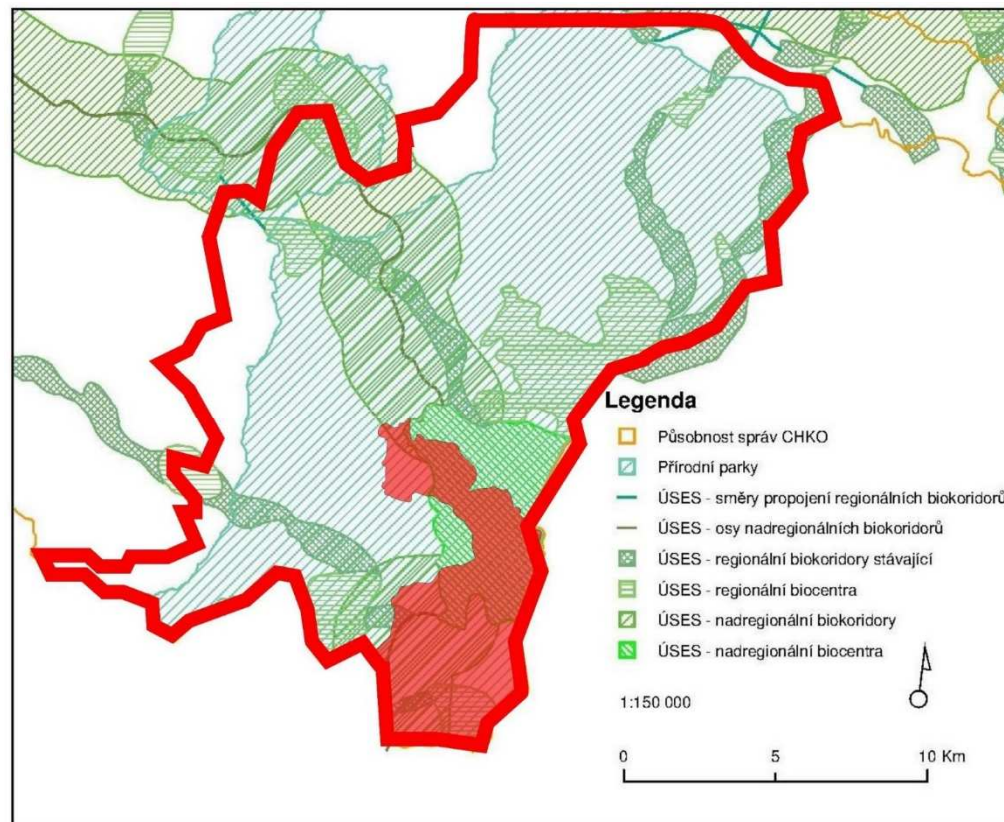 Legenda
Působnost správ CHKO
Přírodní parky
ÚSES - směry propojení regionálních biokoridorů
ÚSES - osy nadregionálních biokoridorů
ÚSES - regionální biokoridory stávající
ÚSES - regionální biocentra
ÚSES - nadregionální biokoridory
ÚSES - nadregionální biocentra
1:150 000
0 5 10 Km